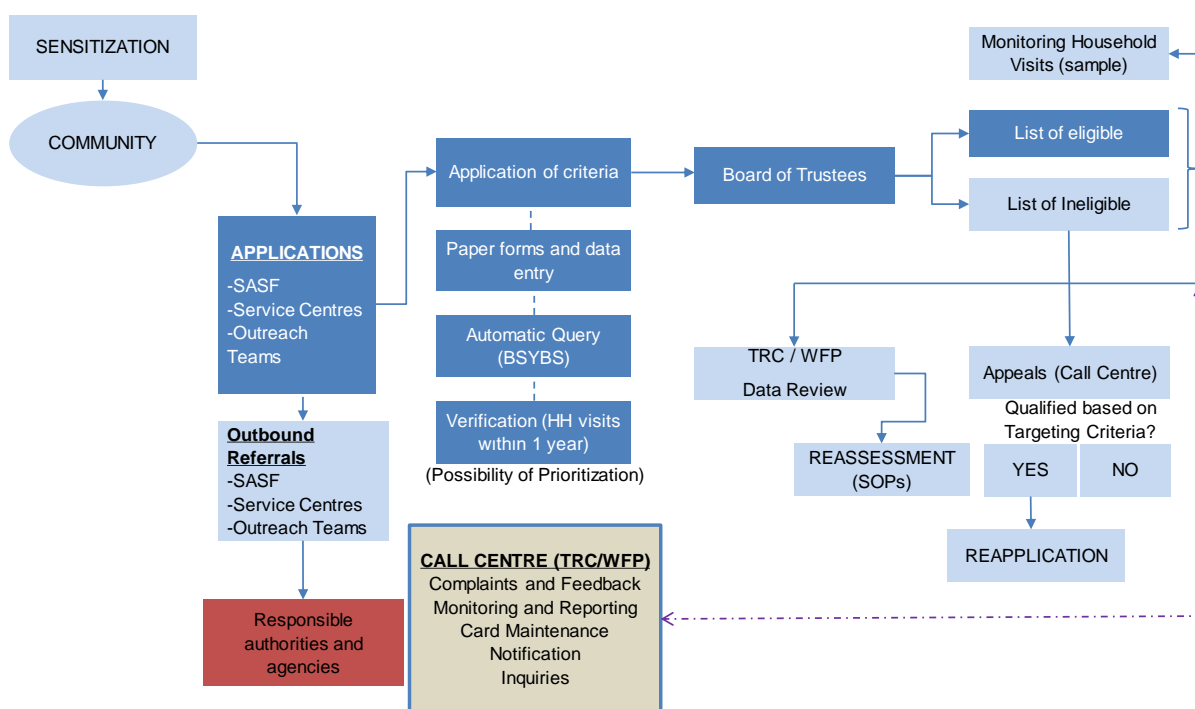 SENSITIZATION
COMMUNITY
APPLICATIONS
-SASF
-Service Centres
-Outreach
Teams
Outbound
Referrals
-SASF
-Service Centres
-Outreach Teams
Responsible
authorities and
agencies
Application of criteria
Paper forms and data
entry
Automatic Query
(BSYBS)
Verification (HH visits
within 1 year)
(Possibility of Prioritization)
CALL CENTRE (TRC/WFP)
Complaints and Feedback
Monitoring and Reporting
Card Maintenance
Notification
Inquiries
Board of Trustees
Monitoring Household
Visits (sample)
List of eligible
List of Ineligible
TRC / WFP
Data Review
REASSESSMENT
(SOPs)
Appeals (Call Centre)
Qualified based on
Targeting Criteria?
YES
NO
REAPPLICATION